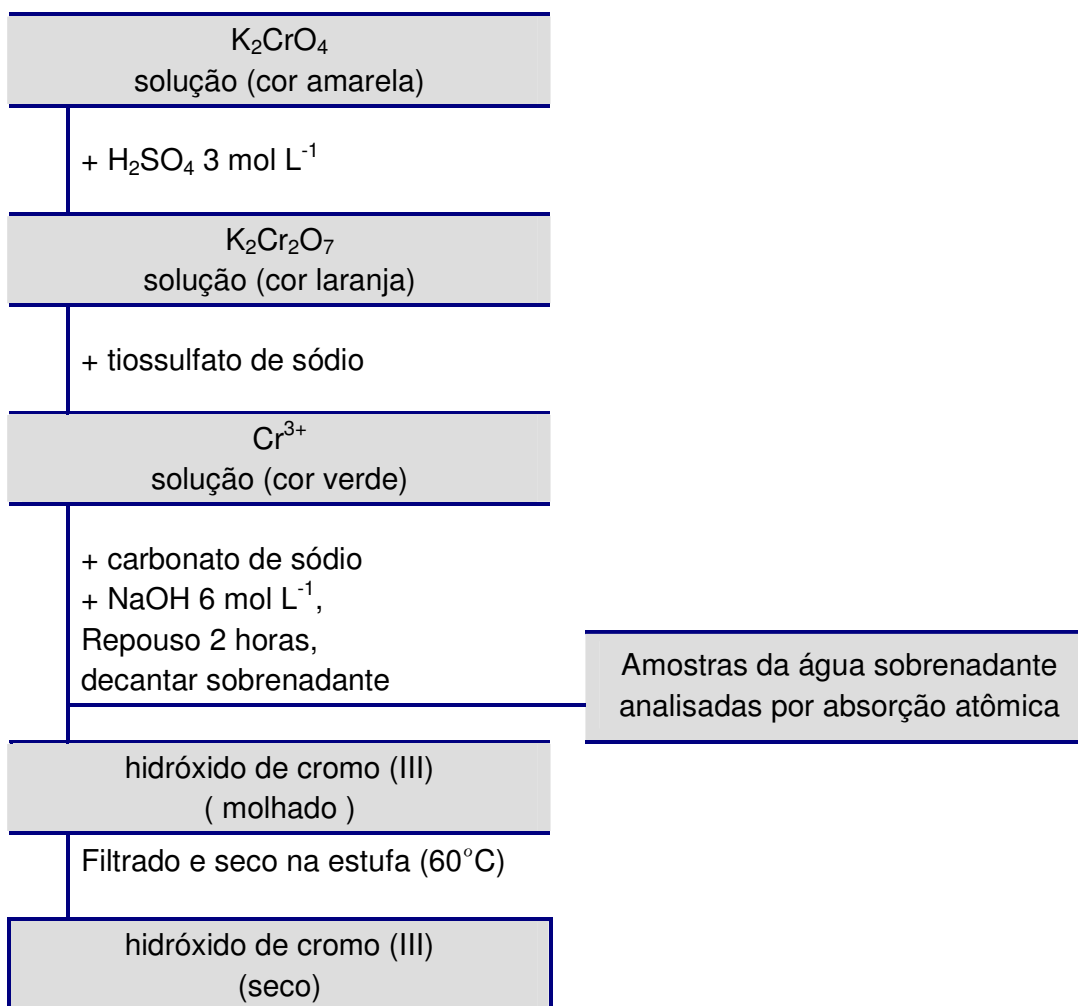 K₂CrO₄
solução (cor amarela)
+ H₂SO₄ 3 mol L⁻¹
K₂Cr₂O₇
solução (cor laranja)
+ tiossulfato de sódio
Cr³⁺
solução (cor verde)
+ carbonato de sódio
+ NaOH 6 mol L⁻¹,
Repouso 2 horas,
decantar sobrenadante
Amostras da água sobrenadante
analisadas por absorção atômica
hidróxido de cromo (III)
( molhado )
Filtrado e seco na estufa (60°C)
hidróxido de cromo (III)
(seco)